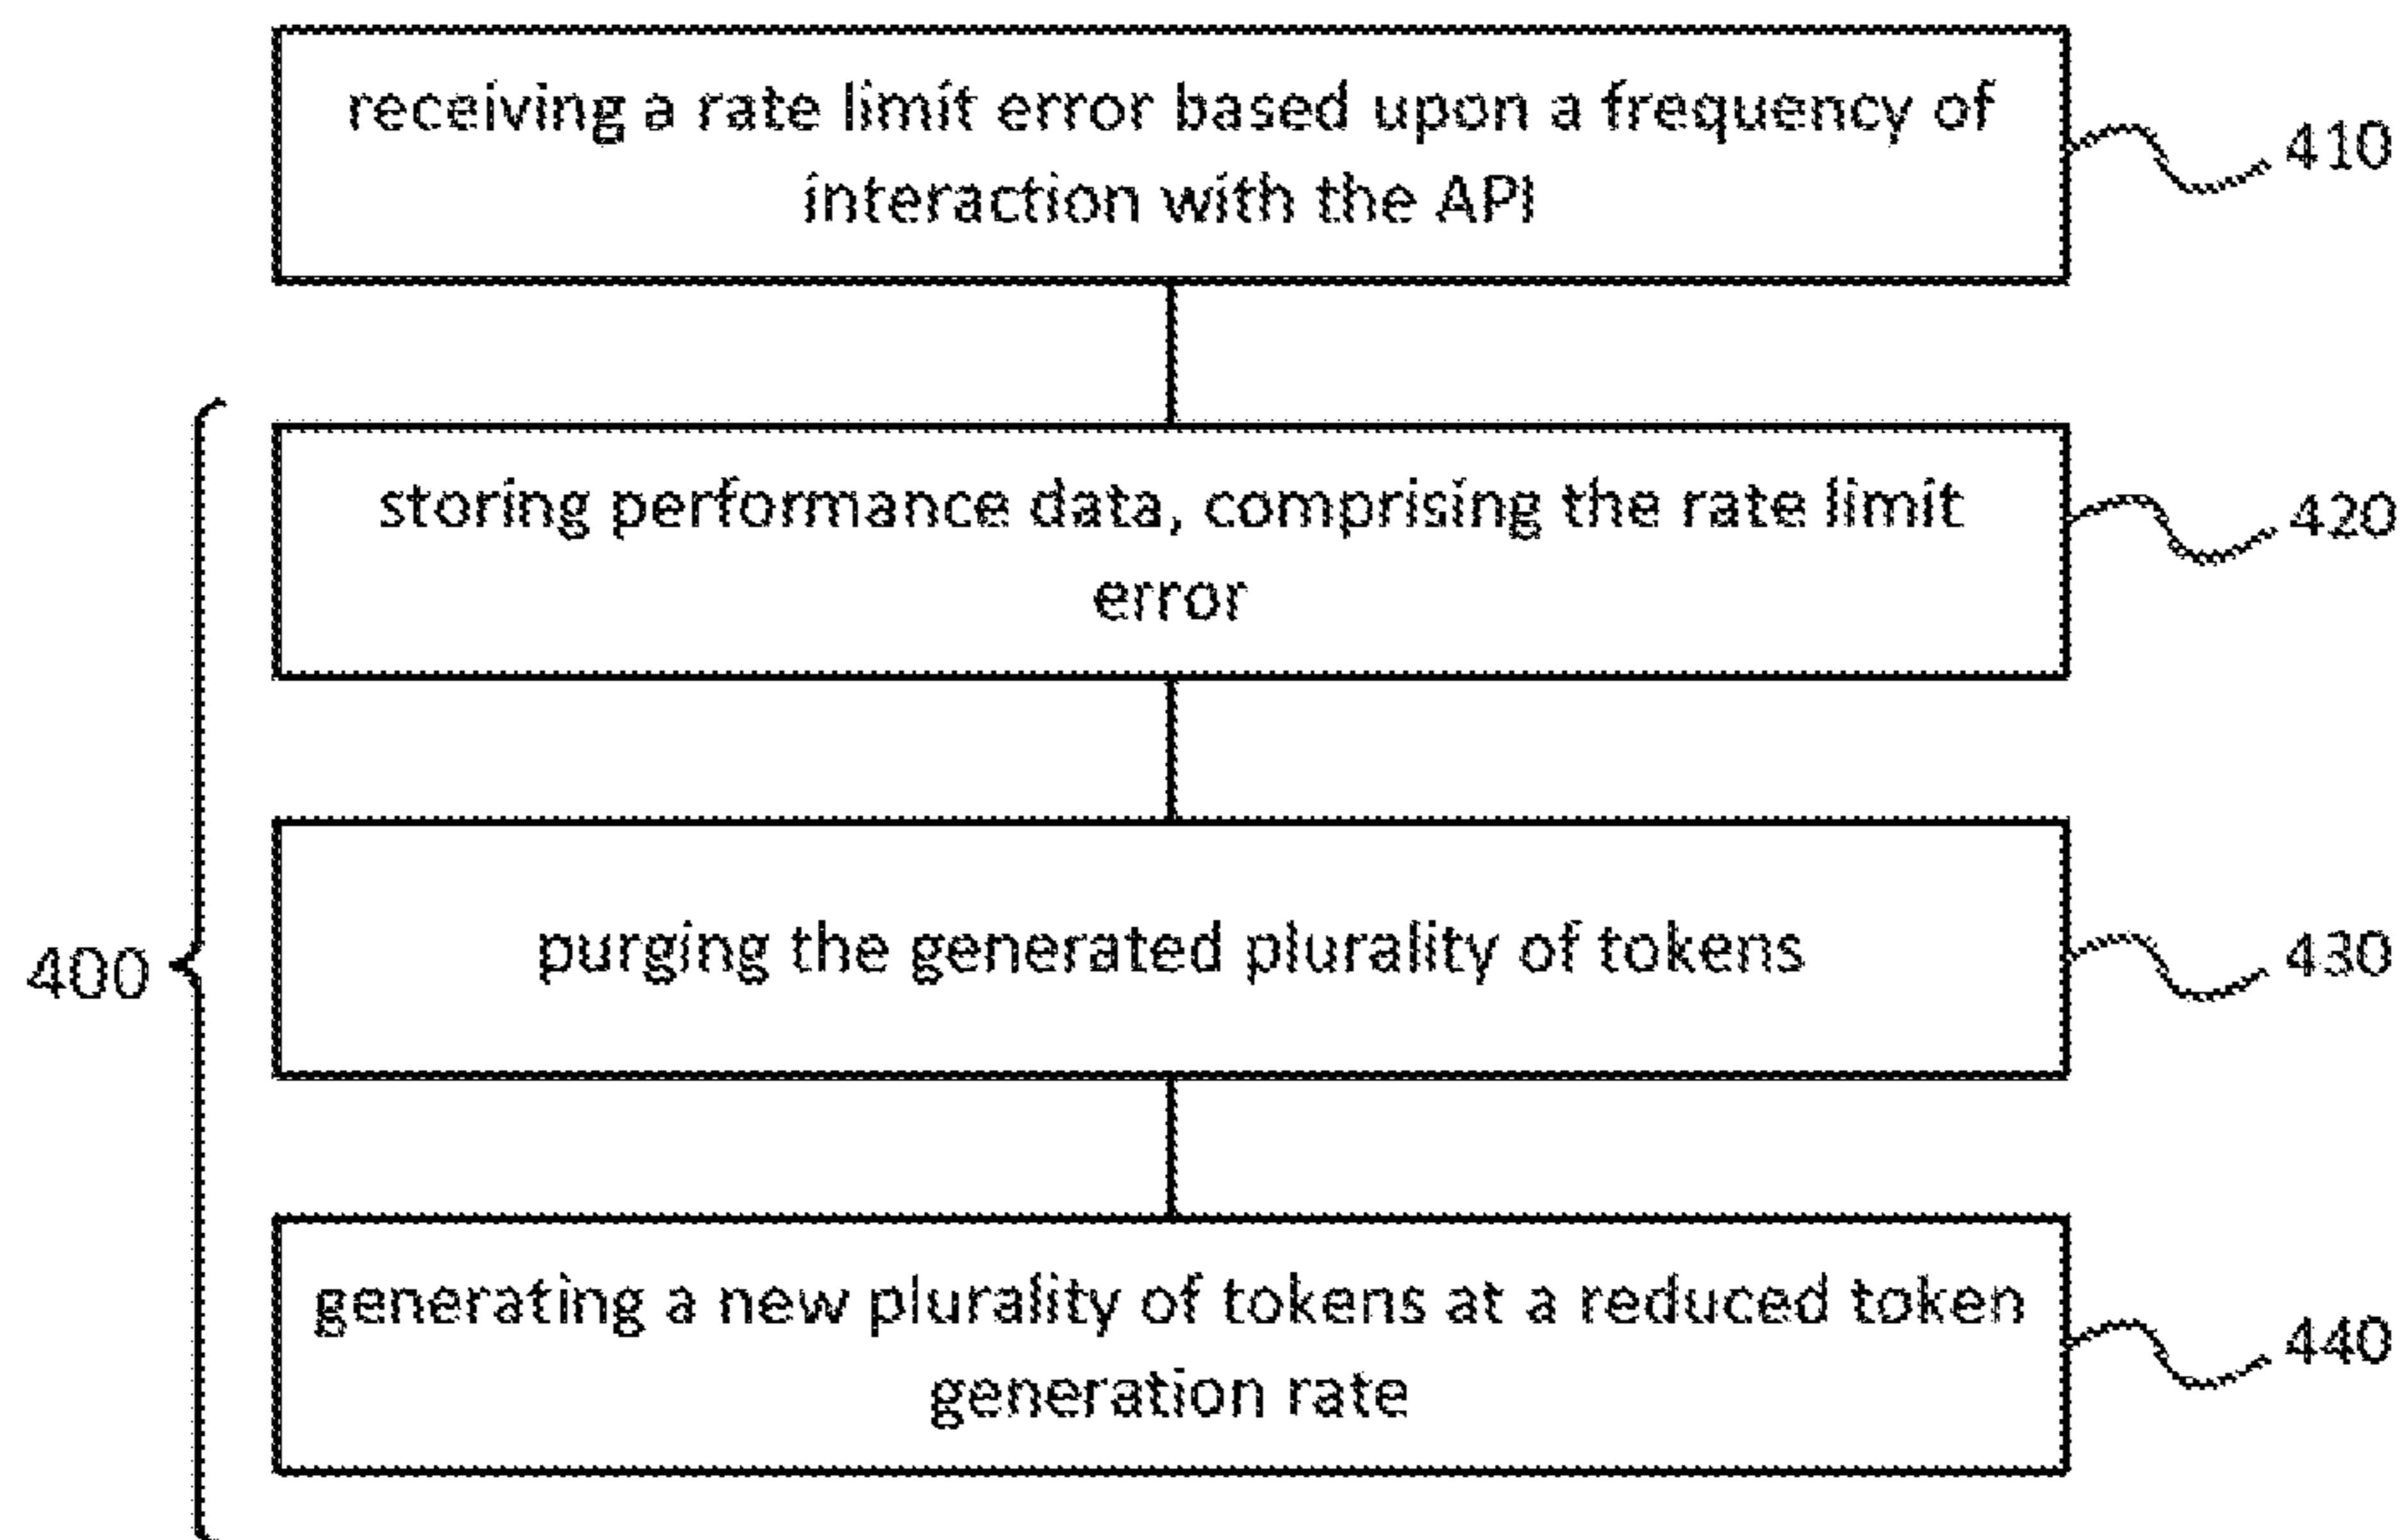 receiving a rate limit error based upon a frequency of
interaction with the API
410
storing performance data, comprising the rate limit
error
420
400
purging the generated plurality of tokens
430
generating a new plurality of tokens at a reduced token
generation rate
440